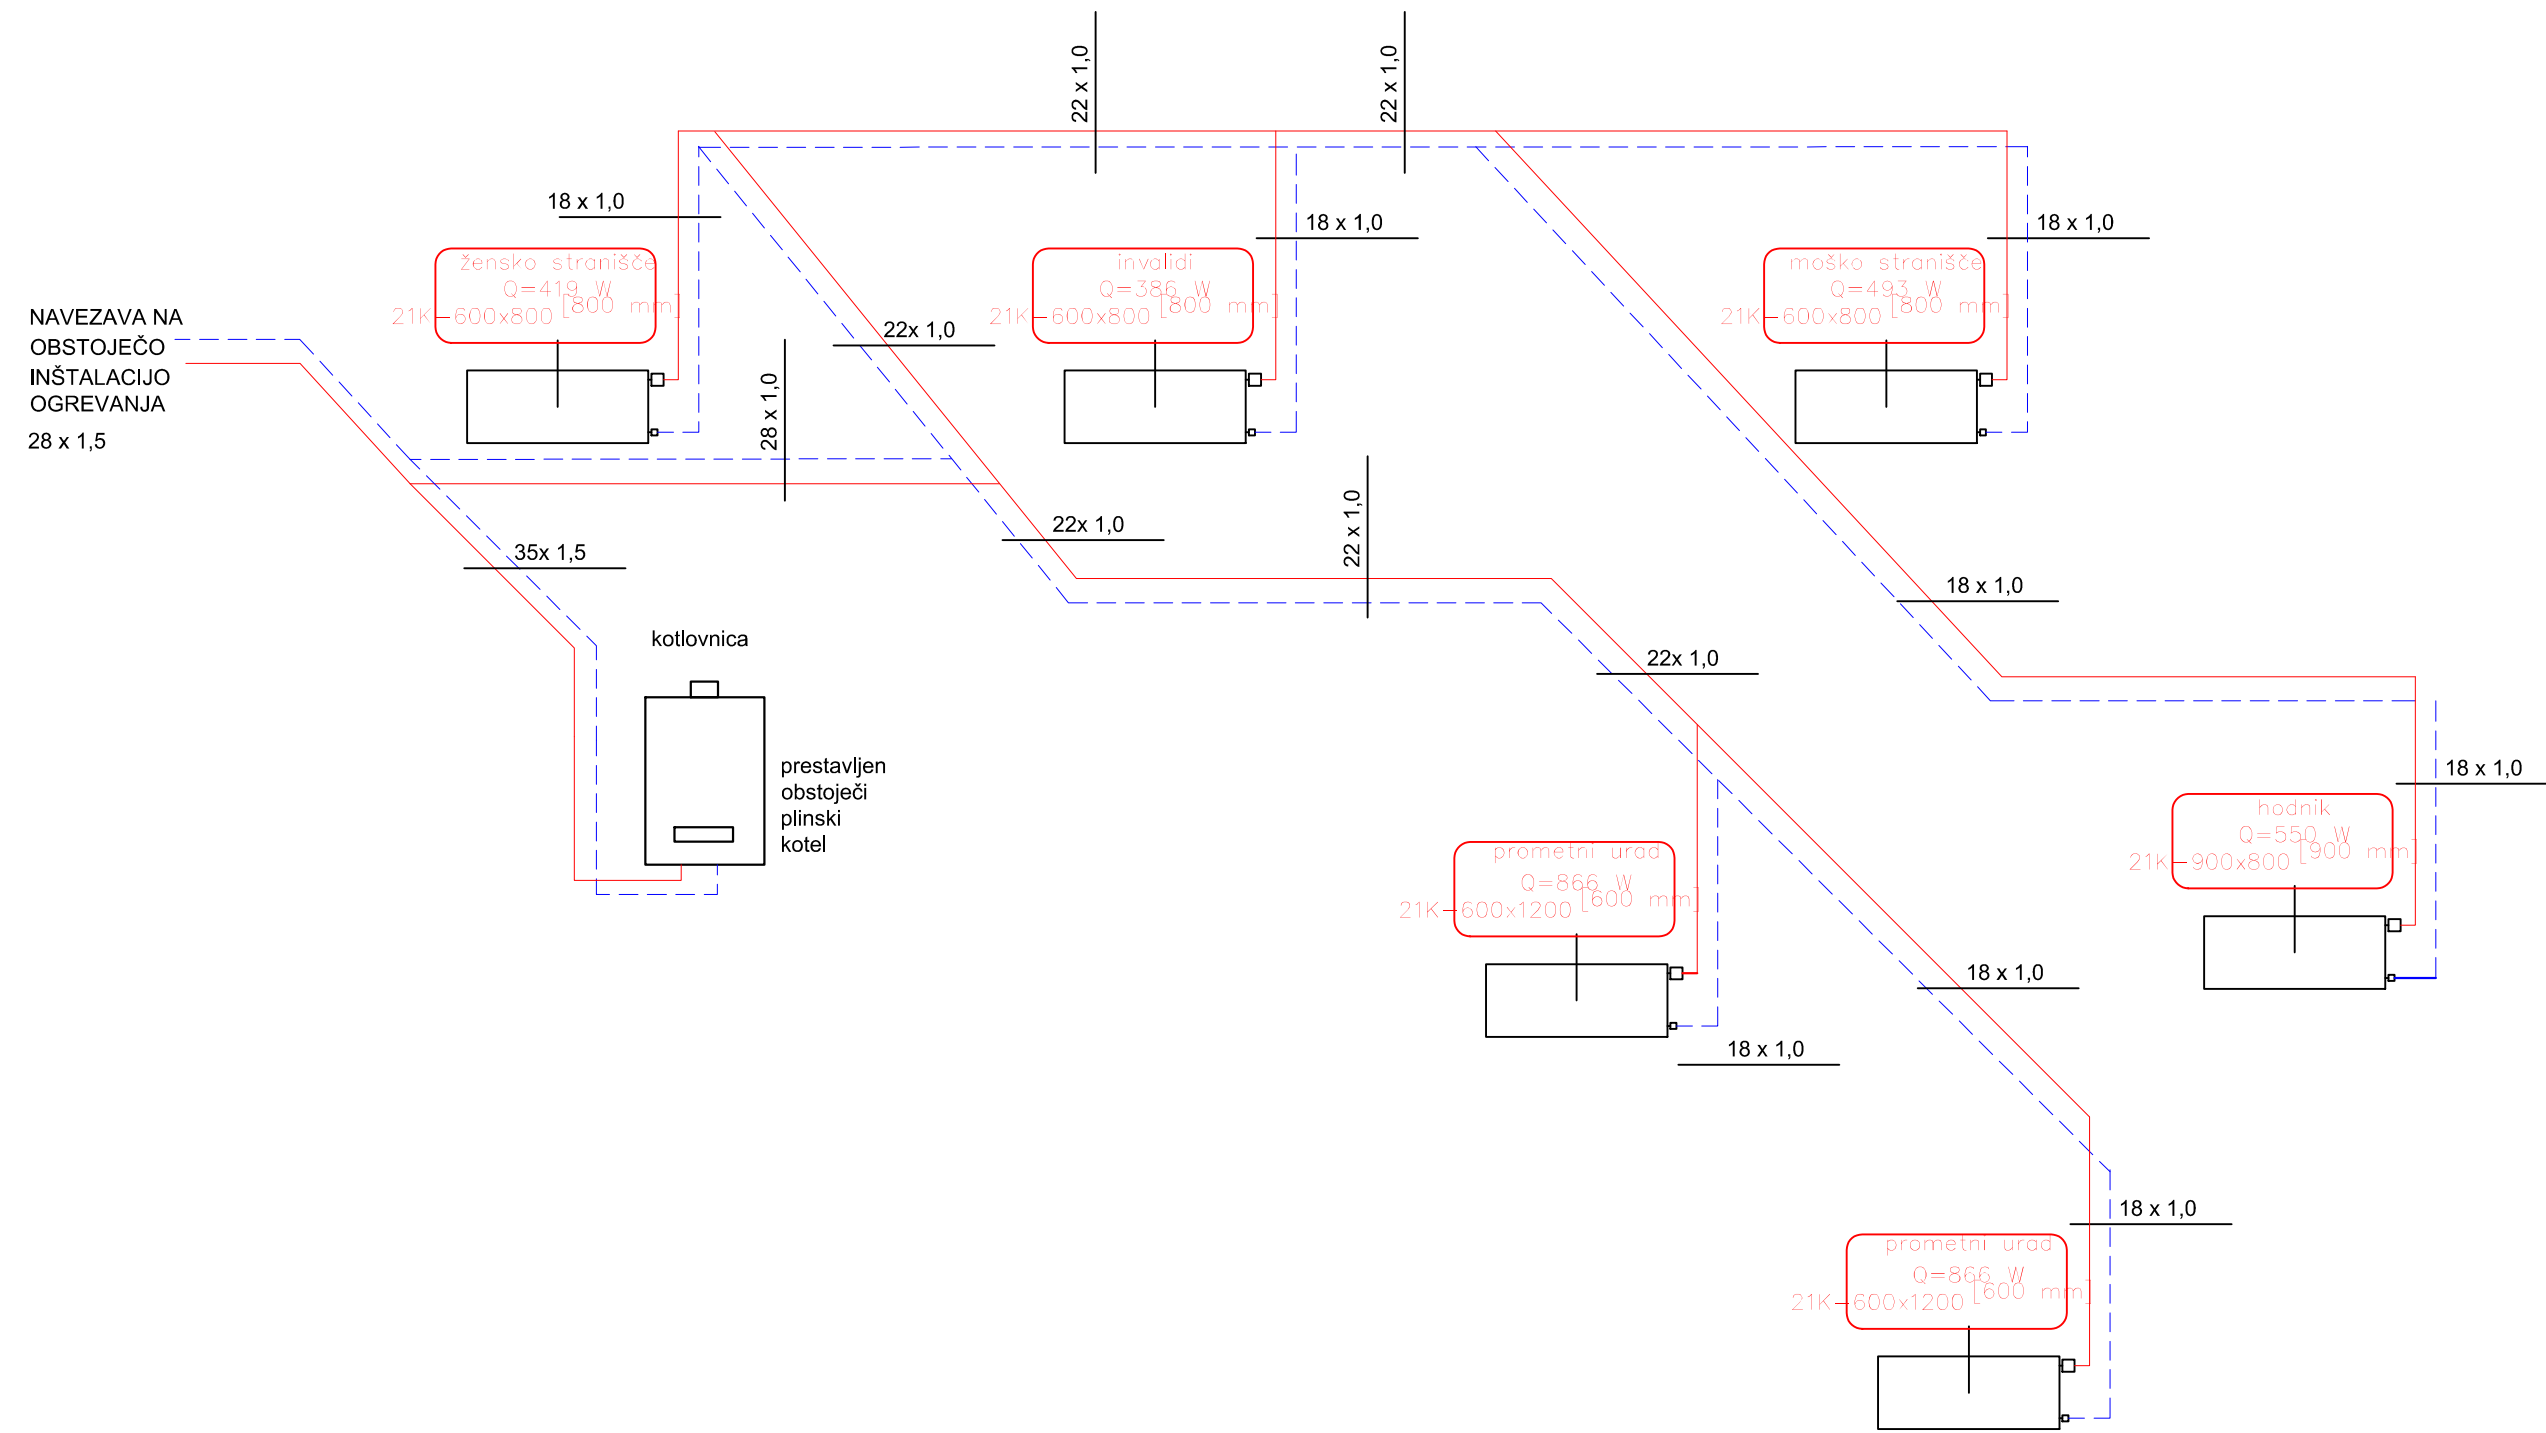 22 x 1,0
22 x 1,0
18 x 1,0
18 x 1,0
18 x 1,0
žensko stranišče
Q=419 W
21K-600x800 [800 mm]
invalidi
Q=386 W
21K-600x800 [800 mm]
moško stranišče
Q=493 W
21K-600x800 [800 mm]
NAVEZAVA NA
OBSTOJEČO
INŠTALACIJO
OGREVANJA
28 x 1,5
22x 1,0
28 x 1,0
22x 1,0
22 x 1,0
35x 1,5
18 x 1,0
kotlovnica
22x 1,0
prestavljen
obstoječi
plinski
kotel
18 x 1,0
hodnik
Q=550 W
21K-900x800 [900 mm]
prometni urad
Q=866 W
21K-600x1200 [600 mm]
18 x 1,0
18 x 1,0
18 x 1,0
prometni urad
Q=866 W
21K-600x1200 [600 mm]